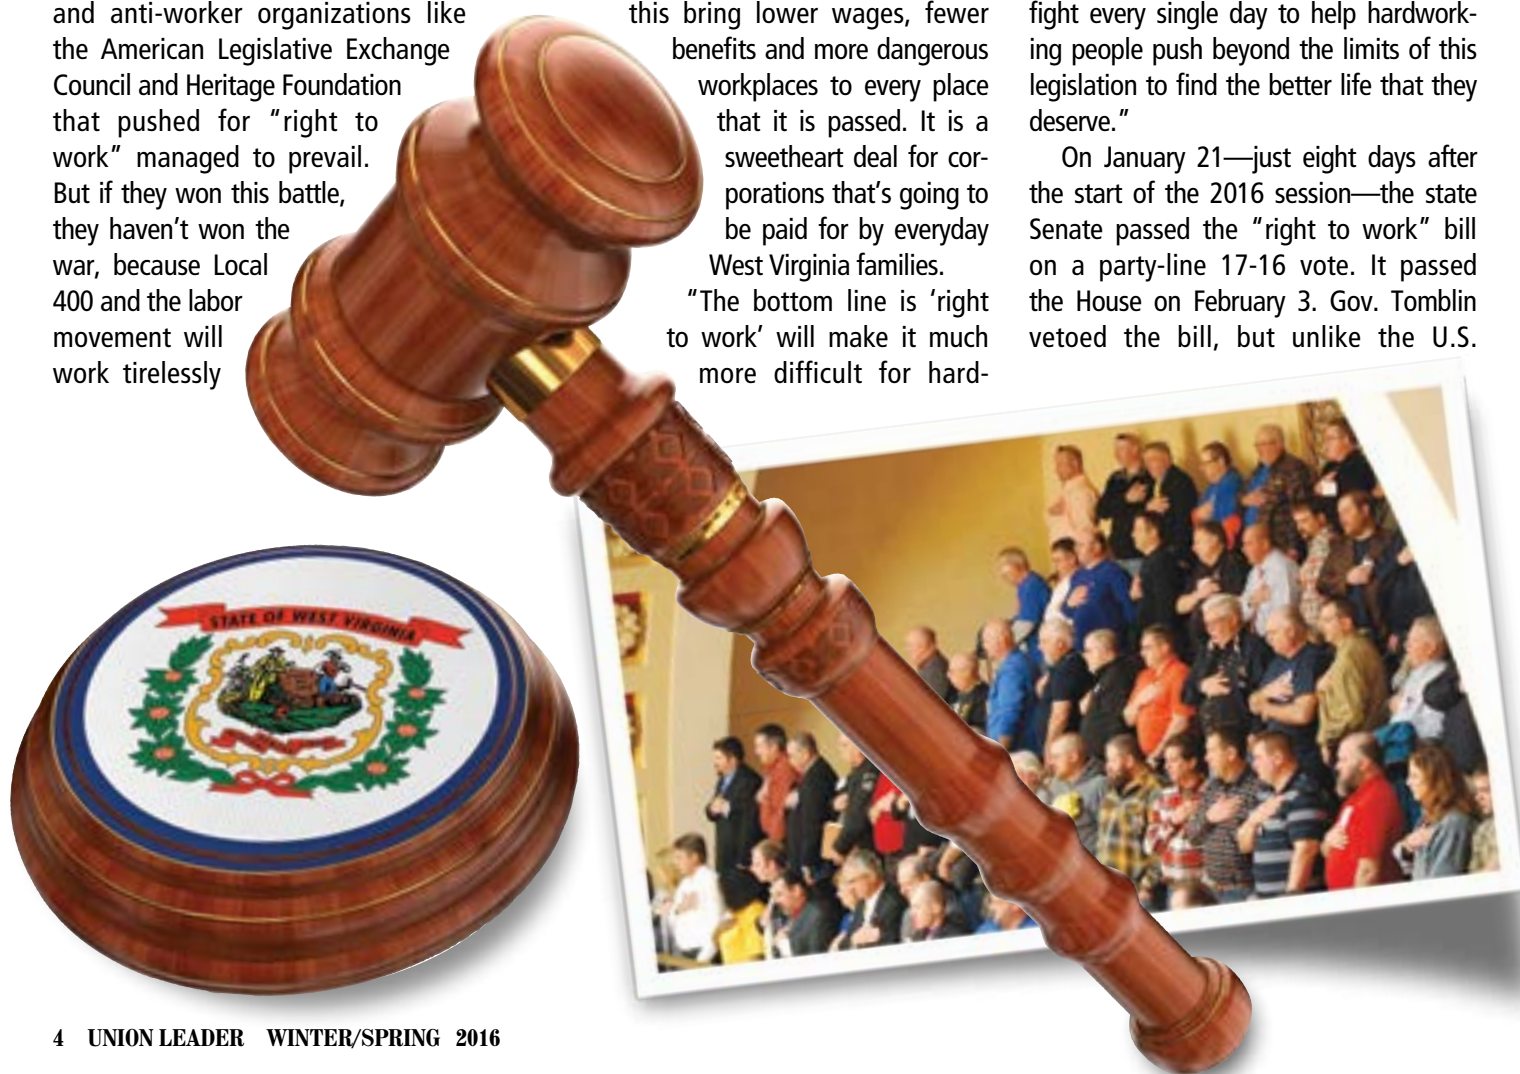 and anti-worker organizations like
the American Legislative Exchange
Council and Heritage Foundation
that pushed for “right to
work” managed to prevail.
But if they won this battle,
they haven’t won the
war, because Local
400 and the labor
movement will
work tirelessly
this bring lower wages, fewer
benefits and more dangerous
workplaces to every place
that it is passed. It is a
sweetheart deal for cor-
porations that’s going to
be paid for by everyday
West Virginia families.
“The bottom line is ‘right
to work’ will make it much
more difficult for hard-
fight every single day to help hardwork-
ing people push beyond the limits of this
legislation to find the better life that they
deserve.”
On January 21—just eight days after
the start of the 2016 session—the state
Senate passed the “right to work” bill
on a party-line 17-16 vote. It passed
the House on February 3. Gov. Tomblin
vetoed the bill, but unlike the U.S.
STATE OF WEST VIRGINIA
4 UNION LEADER WINTER/SPRING 2016